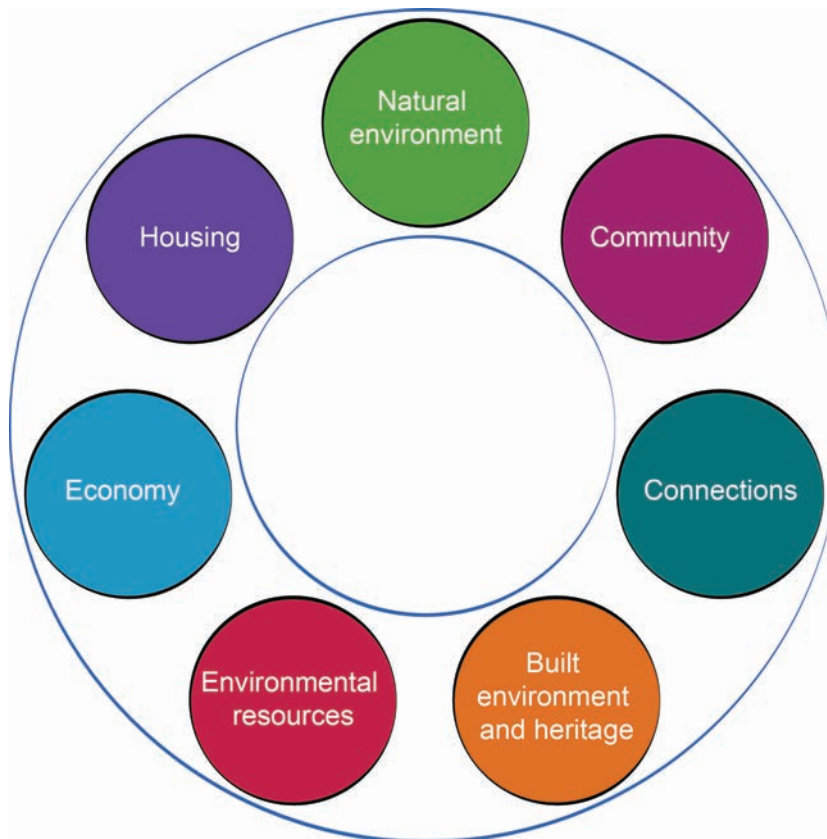 Natural
environment
Community
Connections
Built
environment
and heritage
Environmental
resources
Economy
Housing